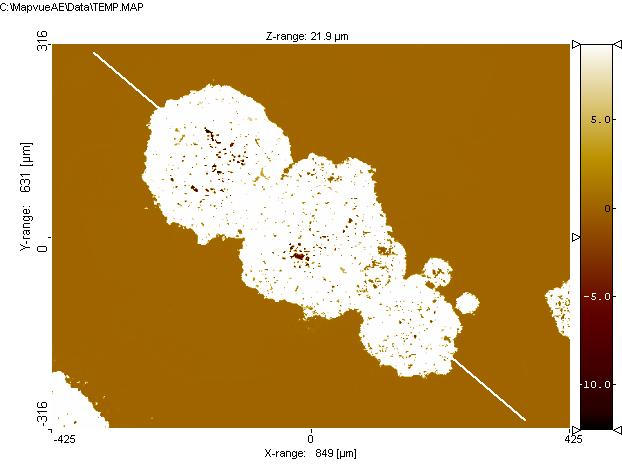 C:\MapvueAE\Data\TEMP.MAP
Z-range: 21.9 µm
316
Y-range: 631 [µm]
0
-316
-425
0
425
X-range: 849 [µm]
5.0
0
-5.0
-10.0